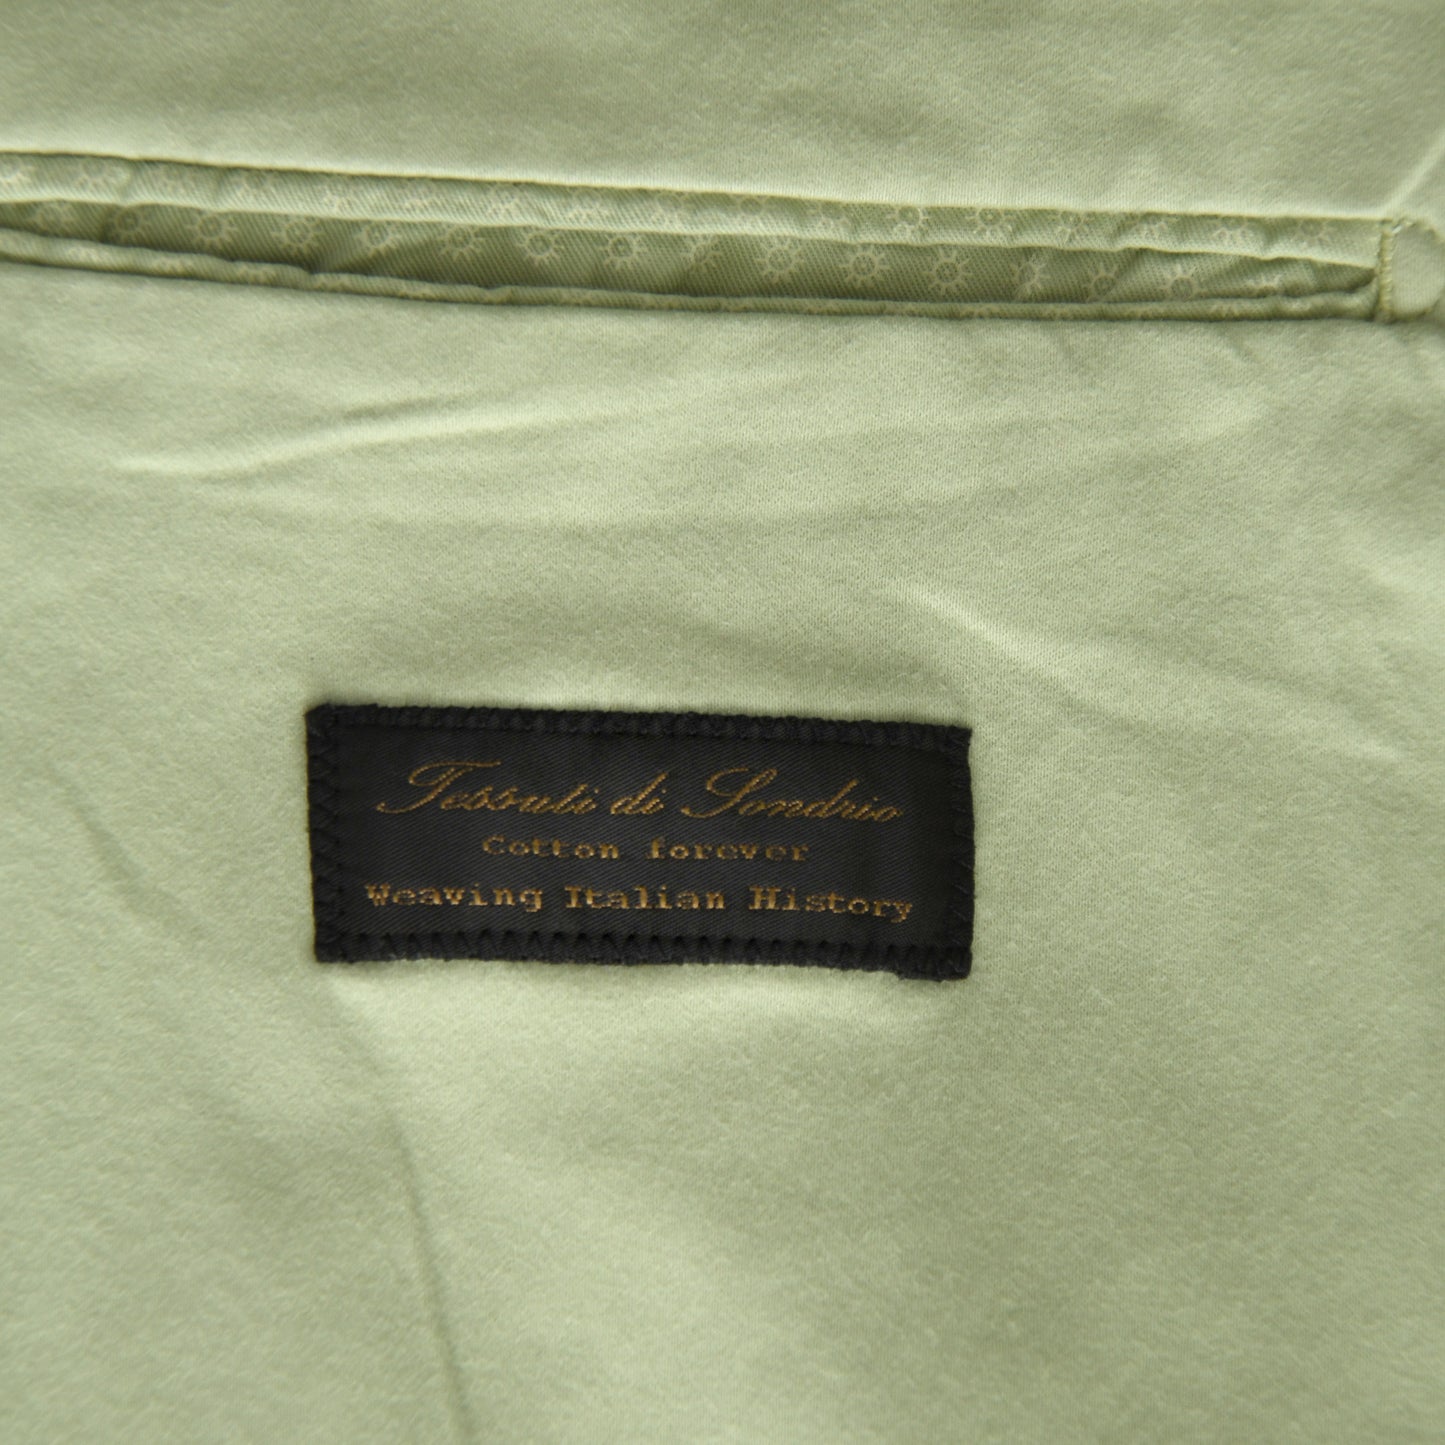 Tessuti di Sondrio
Cotton forever
Weaving Italian History